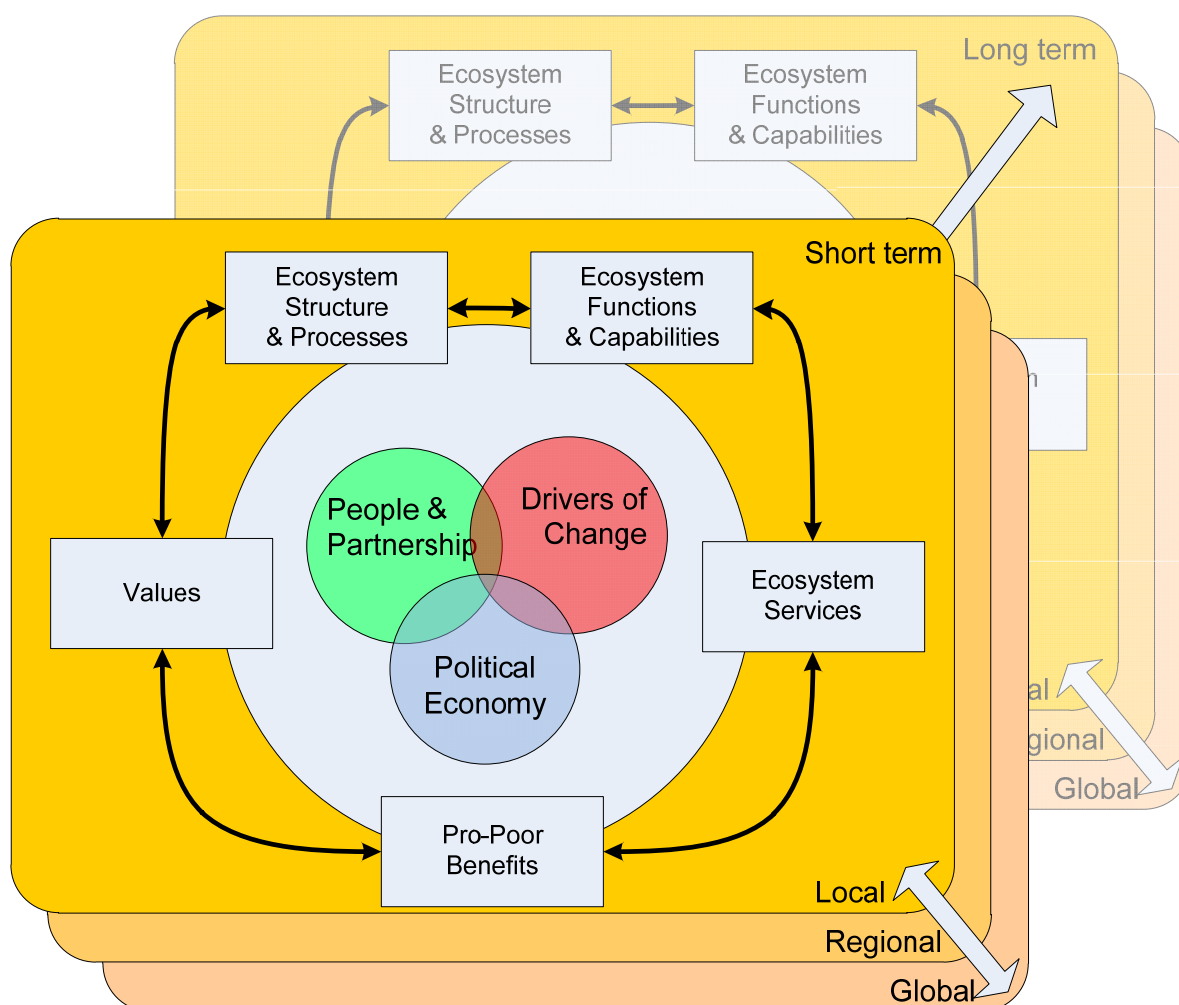 Long term
Ecosystem
Structure
& Processes
Ecosystem
Functions
& Capabilities
Short term
Ecosystem
Structure
& Processes
Ecosystem
Functions
& Capabilities
People &
Partnership
Drivers of
Change
Values
Ecosystem
Services
Political
Economy
Pro-Poor
Benefits
Global
Local
Regional
Global